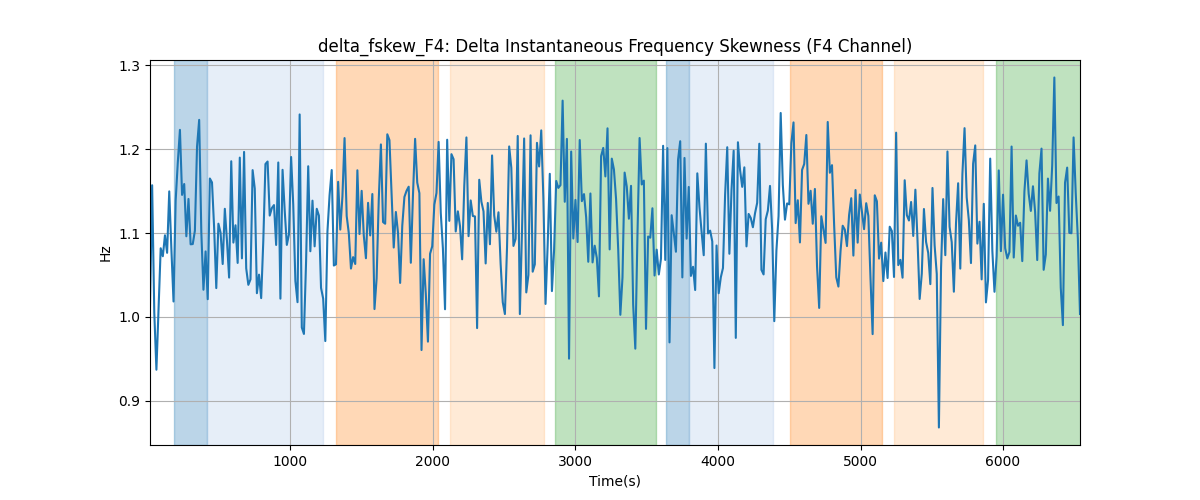 delta_fskew_F4: Delta Instantaneous Frequency Skewness (F4 Channel)
1.3
1.2
1.1
1.0
0.9
Hz
1000 2000 3000 4000 5000 6000
Time(s)